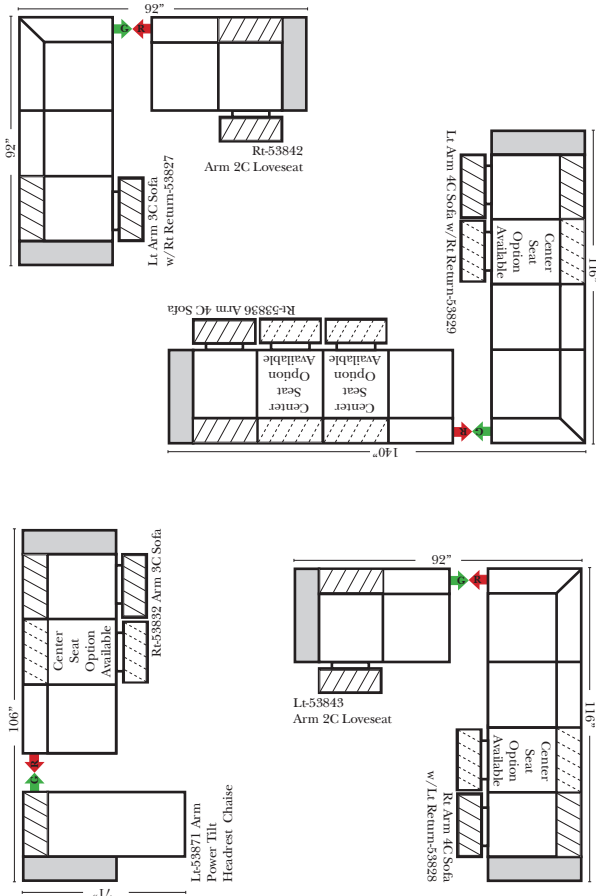 92”
G R
92”
Rt-53842
Arm 2C Loveseat
Lt Arm 3C Sofa
w/Rt Return-53827
Lt Arm 4C Sofa
w/Rt Return-53829
Center
Seat
Option
Available
116”
Rt-53836 Arm 4C Sofa
Center
Seat
Option
Available
Center
Seat
Option
Available
R G
140”
Rt-53832 Arm 3C Sofa
Center
Seat
Option
Available
106”
R
G
Lt-53871 Arm
Power Tilt
Headrest Chaise
71”
92”
G R
Lt-53843
Arm 2C Loveseat
116”
Center
Seat
Option
Available
Rt Arm 4C Sofa
w/Lt Return-53828